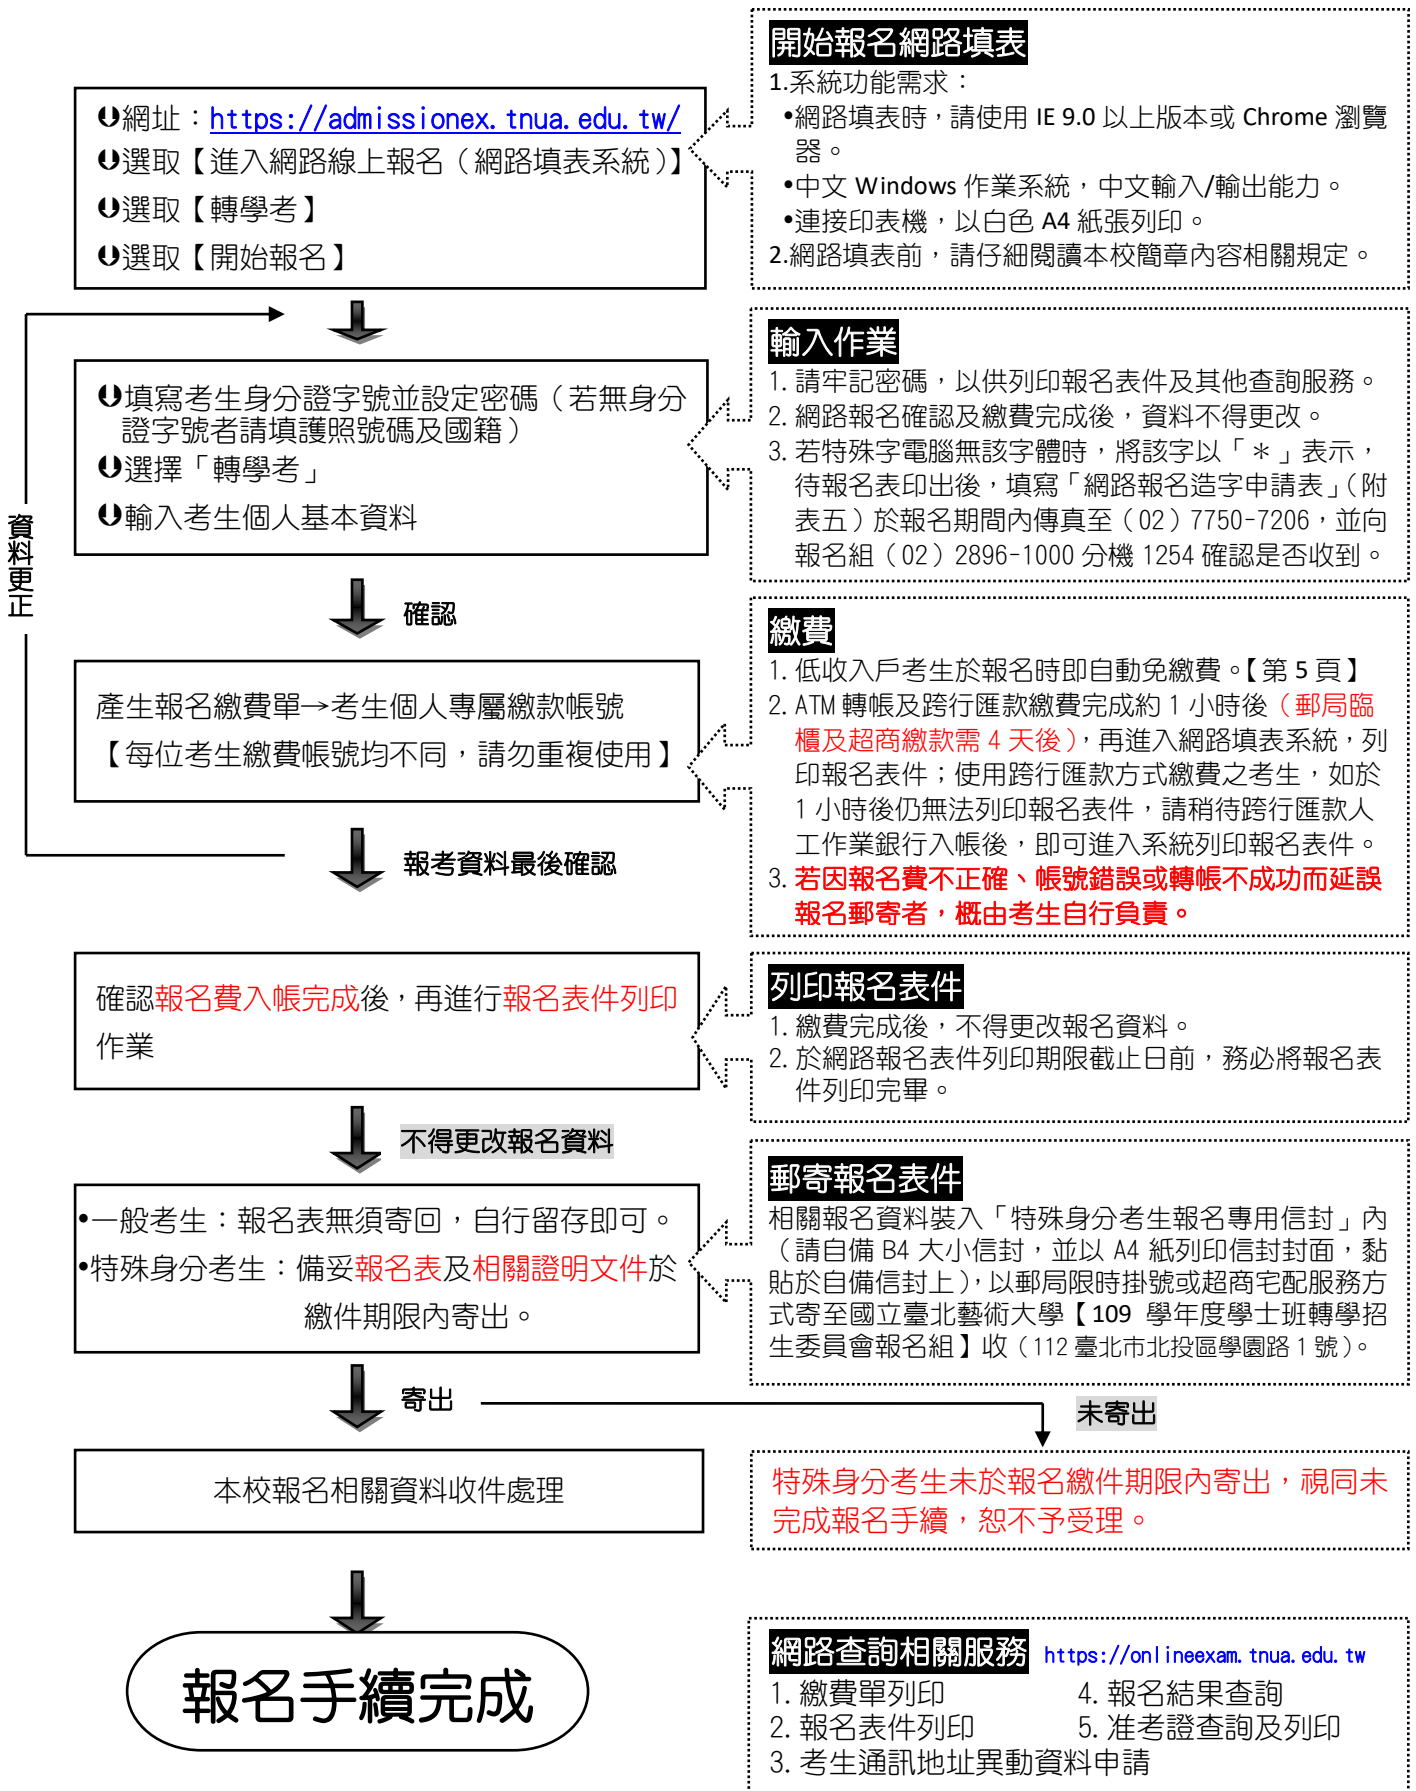 開始報名網路填表
1.系統功能需求：
•網路填表時，請使用 IE 9.0 以上版本或 Chrome 瀏覽
器。
•中文 Windows 作業系統，中文輸入/輸出能力。
•連接印表機，以白色 A4 紙張列印。
2.網路填表前，請仔細閱讀本校簡章內容相關規定。
網址：https://admissionex.tnua.edu.tw/
選取【進入網路線上報名（網路填表系統）】
選取【轉學考】
選取【開始報名】
輸入作業
1. 請牢記密碼，以供列印報名表件及其他查詢服務。
2. 網路報名確認及繳費完成後，資料不得更改。
3. 若特殊字電腦無該字體時，將該字以「＊」表示，
待報名表印出後，填寫「網路報名造字申請表」（附
表五）於報名期間內傳真至（02）7750-7206，並向
報名組（02）2896-1000 分機 1254 確認是否收到。
填寫考生身分證字號並設定密碼（若無身分
證字號者請填護照號碼及國籍）
選擇「轉學考」
輸入考生個人基本資料
資料更正
確認
繳費
1. 低收入戶考生於報名時即自動免繳費。【第 5 頁】
2. ATM 轉帳及跨行匯款繳費完成約 1 小時後（郵局臨
櫃及超商繳款需 4 天後），再進入網路填表系統，列
印報名表件；使用跨行匯款方式繳費之考生，如於
1 小時後仍無法列印報名表件，請稍待跨行匯款人
工作業銀行入帳後，即可進入系統列印報名表件。
3. 若因報名費不正確、帳號錯誤或轉帳不成功而延誤
報名郵寄者，概由考生自行負責。
產生報名繳費單→考生個人專屬繳款帳號
【每位考生繳費帳號均不同，請勿重複使用】
報考資料最後確認
列印報名表件
1. 繳費完成後，不得更改報名資料。
2. 於網路報名表件列印期限截止日前，務必將報名表
件列印完畢。
確認報名費入帳完成後，再進行報名表件列印
作業
不得更改報名資料
郵寄報名表件
相關報名資料裝入「特殊身分考生報名專用信封」內
（請自備 B4 大小信封，並以 A4 紙列印信封封面，黏
貼於自備信封上），以郵局限時掛號或超商宅配服務方
式寄至國立臺北藝術大學【109 學年度學士班轉學招
生委員會報名組】收（112 臺北市北投區學園路 1 號）。
•一般考生：報名表無須寄回，自行留存即可。
•特殊身分考生：備妥報名表及相關證明文件於
繳件期限內寄出。
寄出
未寄出
本校報名相關資料收件處理
特殊身分考生未於報名繳件期限內寄出，視同未
完成報名手續，恕不予受理。
報名手續完成
網路查詢相關服務 https://onlineexam.tnua.edu.tw
1. 繳費單列印 4. 報名結果查詢
2. 報名表件列印 5. 准考證查詢及列印
3. 考生通訊地址異動資料申請